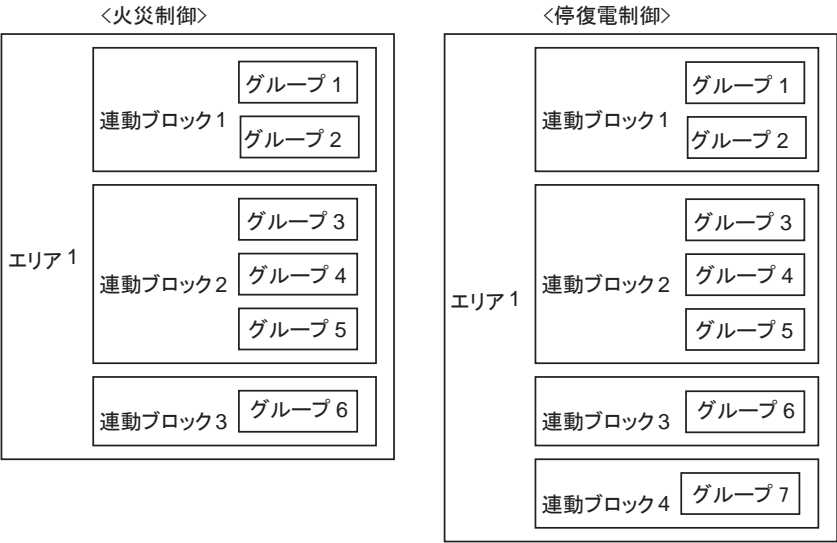 <火災制御>
エリア 1
連動ブロック1
グループ 1
グループ 2
連動ブロック2
グループ 3
グループ 4
グループ 5
連動ブロック3
グループ 6
<停復電制御>
エリア 1
連動ブロック1
グループ 1
グループ 2
連動ブロック2
グループ 3
グループ 4
グループ 5
連動ブロック3
グループ 6
連動ブロック4
グループ 7